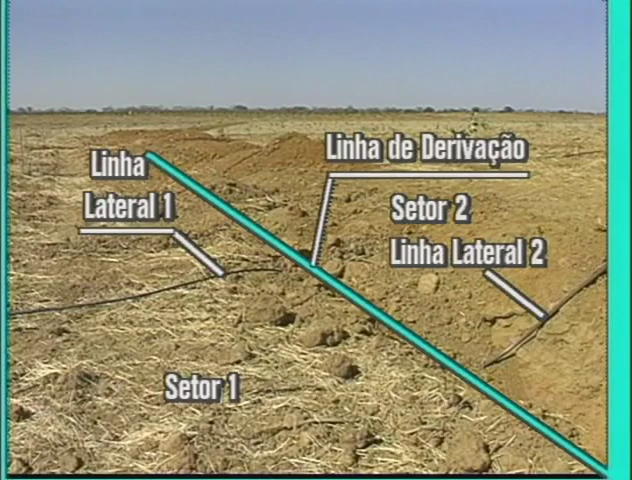 Linha de Derivação
Linha
Lateral 1
Setor 2
Linha Lateral 2
Setor 1